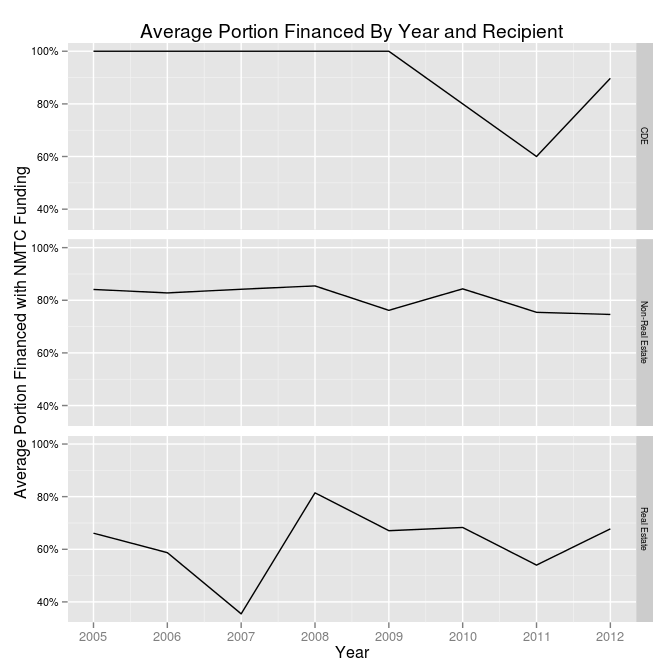 Average Portion Financed By Year and Recipient
Average Portion Financed with NMTC Funding
100%
80%
60%
40%
CDE
100%
80%
60%
40%
Non-Real Estate
100%
80%
60%
40%
Real Estate
2005 2006 2007 2008 2009 2010 2011 2012
Year